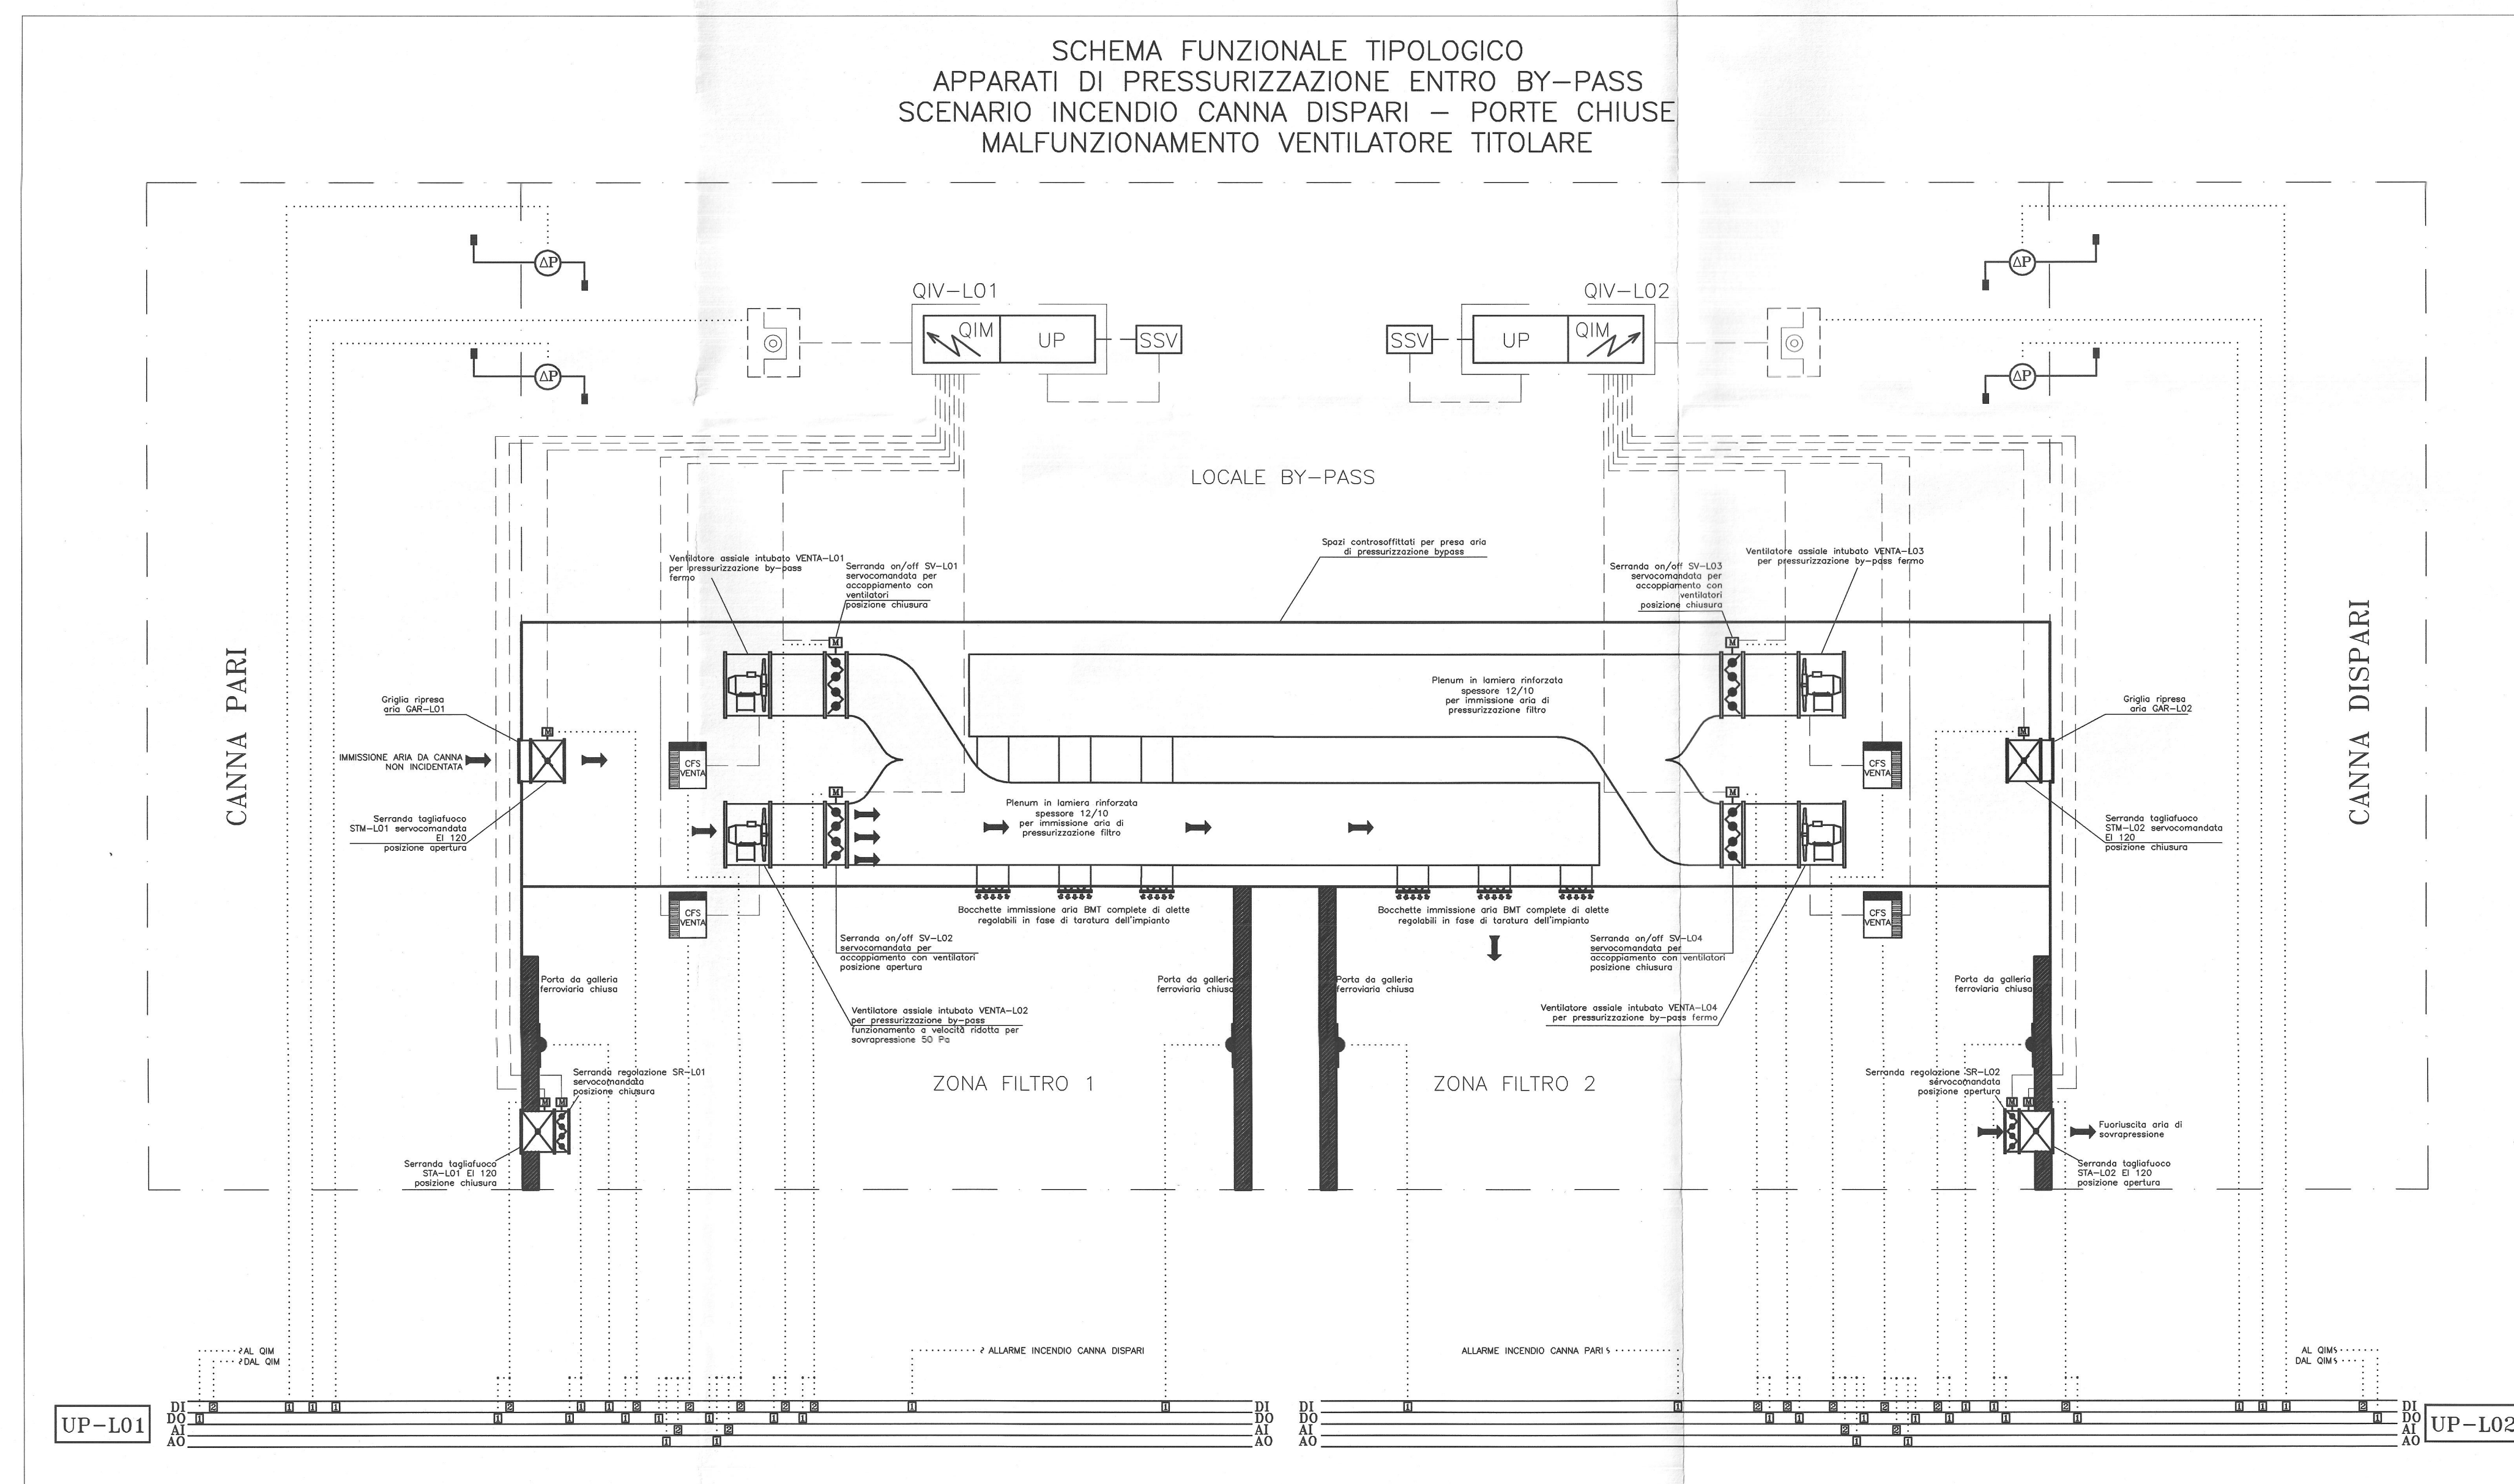 SCHEMA FUNZIONALE TIPOLOGICO
APPARATI DI PRESSURIZZAZIONE ENTRO BY-PASS
SCENARIO INCENDIO CANNA DISPARI - PORTE CHIUSE
MALFUNZIONAMENTO VENTILATORE TITOLARE
ΔP
ΔP
ΔP
ΔP
QIV-L01
QIM
UP
SSV
QIV-L02
SSV
UP
QIM
LOCALE BY-PASS
Spazi controsoffittati per presa aria
di pressurizzazione bypass
Ventilatore assiale intubato VENTA-L01
per pressurizzazione by-pass
fermo
Serranda on/off SV-L01
servocomandata per
accoppiamento con
ventilatori
posizione chiusura
Serranda on/off SV-L03
servocomandata per
accoppiamento con
ventilatori
posizione chiusura
Ventilatore assiale intubato VENTA-L03
per pressurizzazione by-pass fermo
CANNA PARI
CANNA DISPARI
M
M
M
M
M
M
Griglia ripresa
aria GAR-L01
IMMISSIONE ARIA DA CANNA
NON INCIDENTATA
Serranda tagliafuoco
STM-L01 servocomandata
EI 120
posizione apertura
CFS
VENTA
CFS
VENTA
Plenum in lamiera rinforzata
spessore 12/10
per immissione aria di
pressurizzazione filtro
Plenum in lamiera rinforzata
spessore 12/10
per immissione aria di
pressurizzazione filtro
CFS
VENTA
CFS
VENTA
Griglia ripresa
aria GAR-L02
Serranda tagliafuoco
STM-L02 servocomandata
EI 120
posizione chiusura
Bocchette immissione aria BMT complete di alette
regolabili in fase di taratura dell'impianto
Bocchette immissione aria BMT complete di alette
regolabili in fase di taratura dell'impianto
Serranda on/off SV-L02
servocomandata per
accoppiamento con ventilatori
posizione apertura
Serranda on/off SV-L04
servocomandata per
accoppiamento con ventilatori
posizione chiusura
Porta da galleria
ferroviaria chiusa
Porta da galleria
ferroviaria chiusa
Porta da galleria
ferroviaria chiusa
Porta da galleria
ferroviaria chiusa
Ventilatore assiale intubato VENTA-L02
per pressurizzazione by-pass
funzionamento a velocità ridotta per
sovrapressione 50 Pa
Ventilatore assiale intubato VENTA-L04
per pressurizzazione by-pass fermo
ZONA FILTRO 1
ZONA FILTRO 2
Serranda regolazione SR-L01
servocomandata
posizione chiusura
M
M
Serranda tagliafuoco
STA-L01 EI 120
posizione chiusura
Serranda regolazione SR-L02
servocomandata
posizione apertura
M
M
Fuoriuscita aria di
sovrapressione
Serranda tagliafuoco
STA-L02 EI 120
posizione apertura
AL QIM
DAL QIM
ALLARME INCENDIO CANNA DISPARI
ALLARME INCENDIO CANNA PARI
AL QIM
DAL QIM
UP-L01
DI
DO
AI
AO
DI
DO
AI
AO
DI
DO
AI
AO
DI
DO
AI
AO
UP-L02